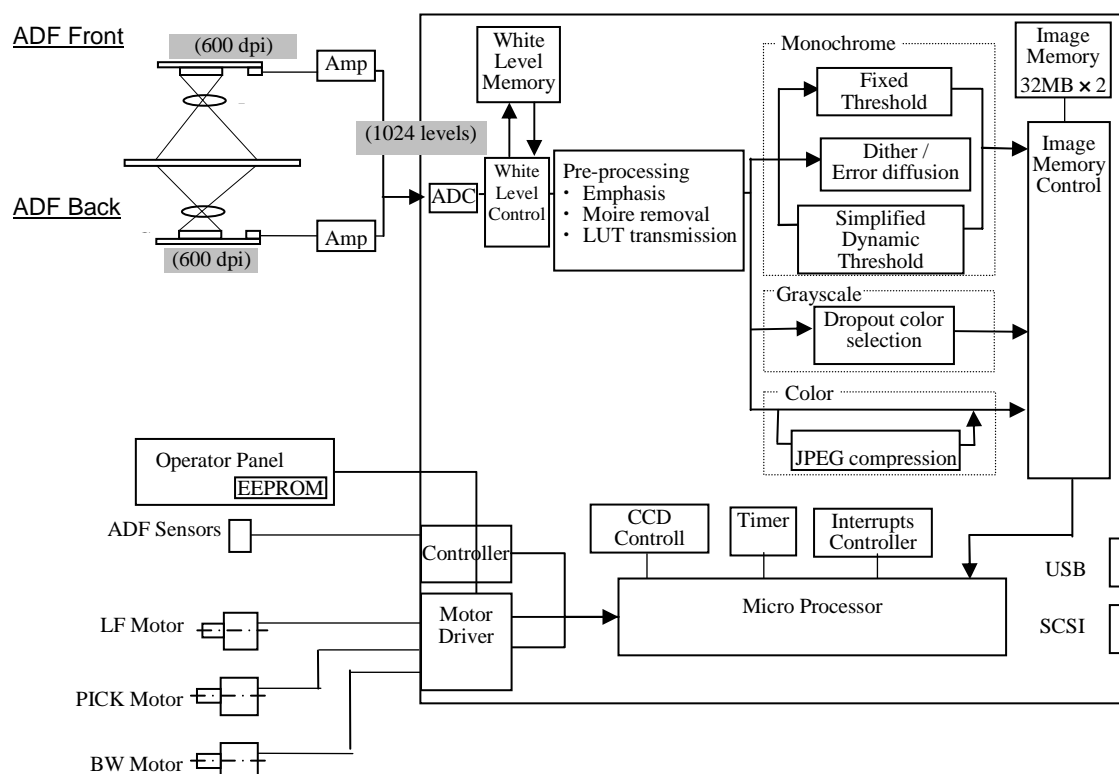 ADF Front
(600 dpi)
Amp
White
Level
Memory
Monochrome
Fixed
Threshold
Image
Memory
32MB × 2
(1024 levels)
Dither /
Error diffusion
Image
Memory
Control
ADC
White
Level
Control
Pre-processing
・ Emphasis
・ Moire removal
・ LUT transmission
ADF Back
(600 dpi)
Amp
Simplified
Dynamic
Threshold
Grayscale
Dropout color
selection
Color
JPEG compression
Operator Panel
EEPROM
ADF Sensors
Controller
CCD
Controll
Timer
Interrupts
Controller
USB
LF Motor
Motor
Driver
Micro Processor
SCSI
PICK Motor
BW Motor